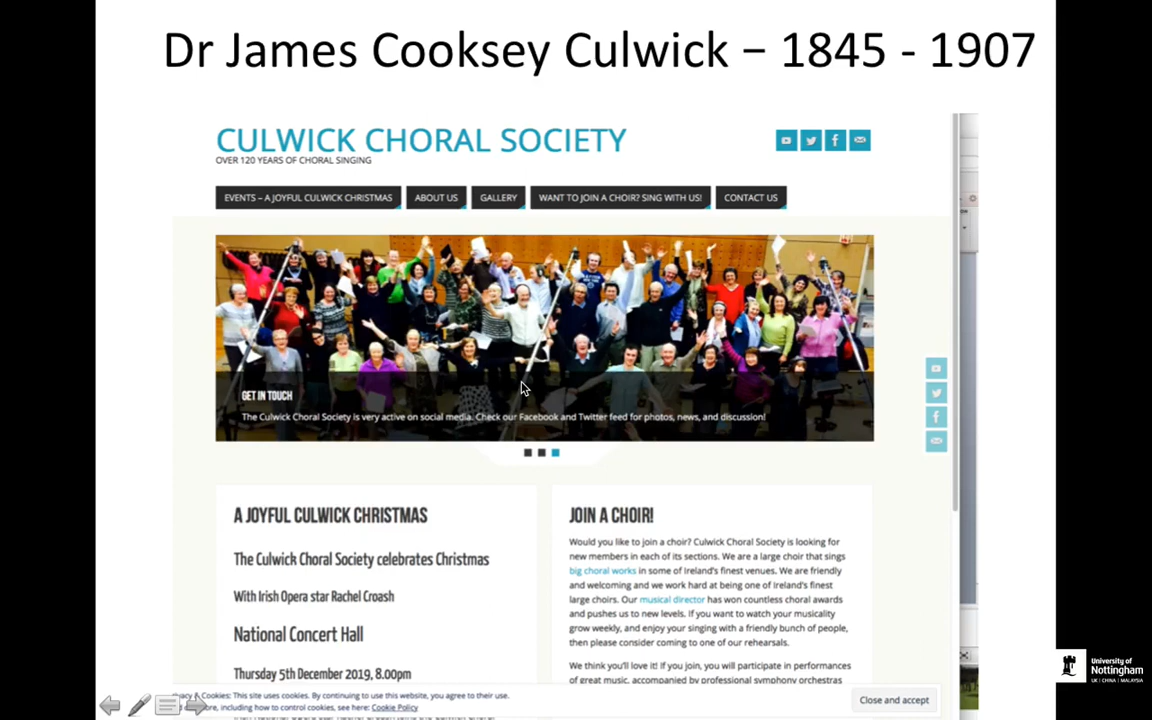 Dr James Cooksey Culwick – 1845 - 1907
CULWICK CHORAL SOCIETY
OVER 120 YEARS OF CHORAL SINGING
EVENTS – A JOYFUL CULWICK CHRISTMAS
ABOUT US
GALLERY
WANT TO JOIN A CHOIR? SING WITH US!
CONTACT US
GET IN TOUCH
The Culwick Choral Society is very active on social media. Check our Facebook and Twitter feed for photos, news, and discussion!
A JOYFUL CULWICK CHRISTMAS
The Culwick Choral Society celebrates Christmas
With Irish Opera star Rachel Croash
National Concert Hall
Thursday 5th December 2019, 8.00pm
JOIN A CHOIR!
Would you like to join a choir? Culwick Choral Society is looking for
new members in each of its sections. We are a large choir that sings
big choral works in some of Ireland's finest venues. We are friendly
and welcoming and we work hard at being one of Ireland's finest
large choirs. Our musical director has won countless choral awards
and pushes us to new levels. If you want to watch your musicality
grow weekly, and enjoy your singing with a friendly bunch of people,
then please consider coming to one of our rehearsals.
We think you'll love it! If you join, you will participate in performances
of great music, accompanied by professional symphony orchestras
& Cookies: This site uses cookies. By continuing to use this website, you agree to their use.
including how to control cookies, see here: Cookie Policy
Close and accept
University of
Nottingham
UK | CHINA | MALAYSIA